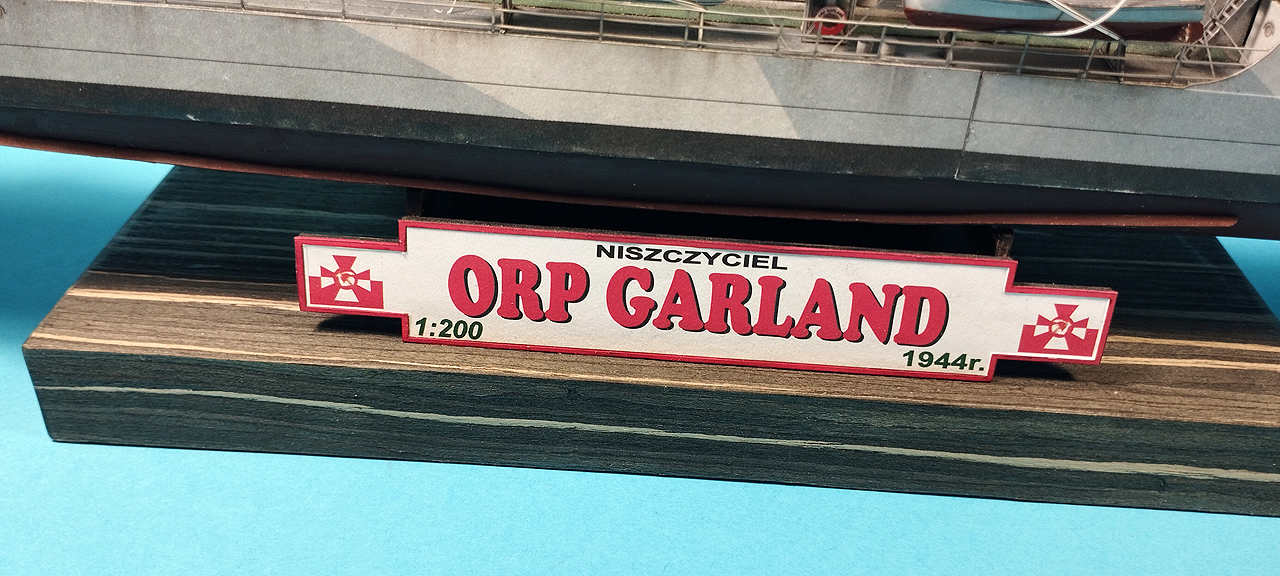 NISZCZYCIEL
ORP GARLAND
1:200
1944r.